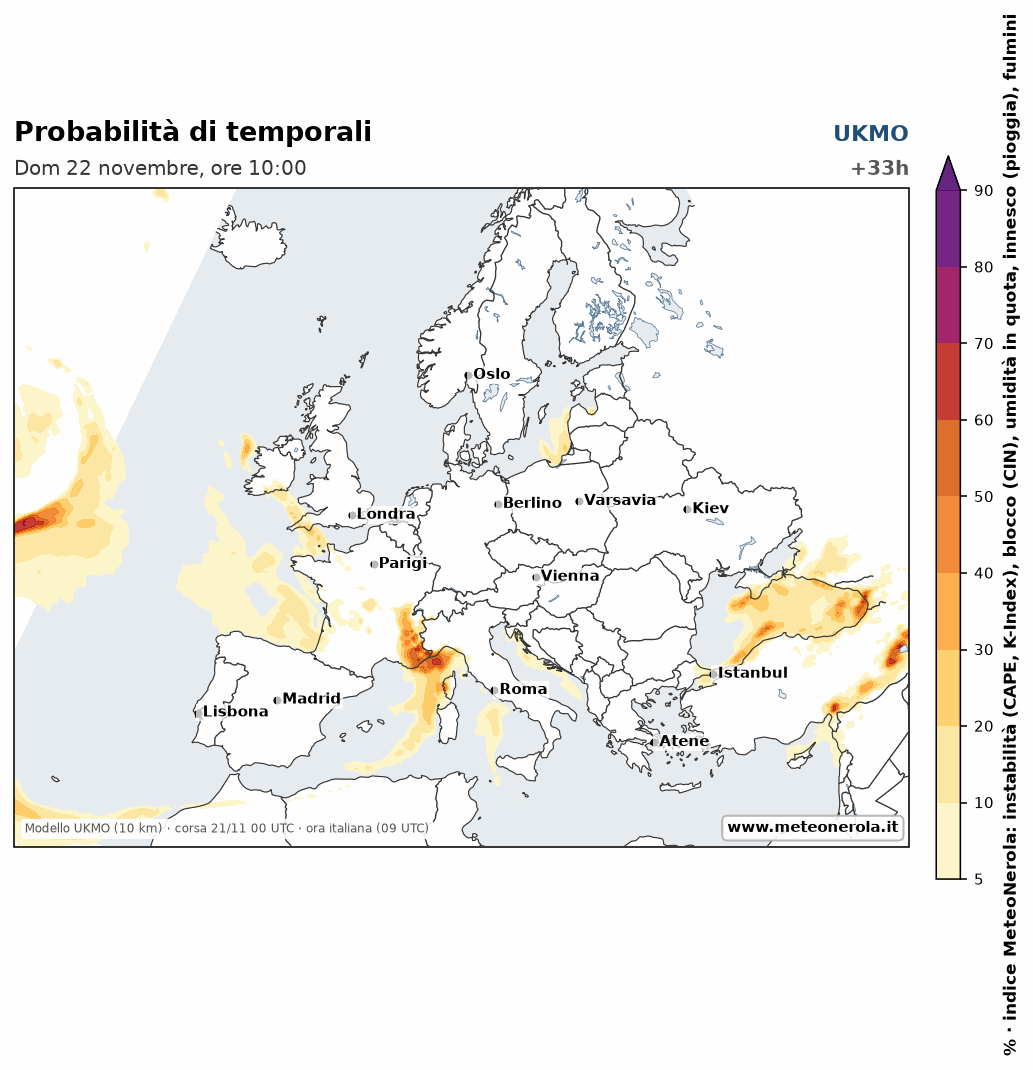 Probabilità di temporali
UKMO
Dom 22 novembre, ore 10:00
+33h
Oslo
Londra
Berlino
Varsavia
Kiev
Parigi
Vienna
Istanbul
Roma
Madrid
Lisbona
Atene
Modello UKMO (10 km) · corsa 21/11 00 UTC · ora italiana (09 UTC)
www.meteonerola.it
90
80
70
60
50
40
30
20
10
5
% · indice MeteoNerola: instabilità (CAPE, K-Index), blocco (CIN), umidità in quota, innesco (pioggia), fulmini